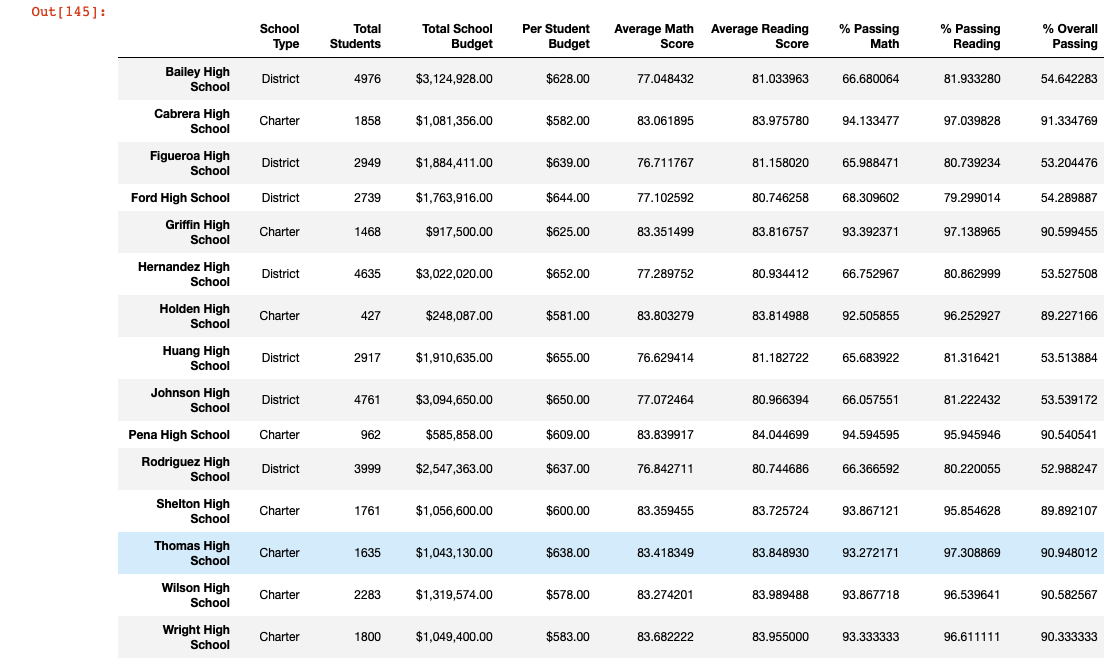 Out[145]:
School Type Total Students Total School Budget Per Student Budget Average Math Score Average Reading Score % Passing Math % Passing Reading % Overall Passing
Bailey High School District 4976 $3,124,928.00 $628.00 77.048432 81.033963 66.680064 81.933280 54.642283
Cabrera High School Charter 1858 $1,081,356.00 $582.00 83.061895 83.975780 94.133477 97.039828 91.334769
Figueroa High School District 2949 $1,884,411.00 $639.00 76.711767 81.158020 65.988471 80.739234 53.204476
Ford High School District 2739 $1,763,916.00 $644.00 77.102592 80.746258 68.309602 79.299014 54.289887
Griffin High School Charter 1468 $917,500.00 $625.00 83.351499 83.816757 93.392371 97.138965 90.599455
Hernandez High School District 4635 $3,022,020.00 $652.00 77.289752 80.934412 66.752967 80.862999 53.527508
Holden High School Charter 427 $248,087.00 $581.00 83.803279 83.814988 92.505855 96.252927 89.227166
Huang High School District 2917 $1,910,635.00 $655.00 76.629414 81.182722 65.683922 81.316421 53.513884
Johnson High School District 4761 $3,094,650.00 $650.00 77.072464 80.966394 66.057551 81.222432 53.539172
Pena High School Charter 962 $585,858.00 $609.00 83.839917 84.044699 94.594595 95.945946 90.540541
Rodriguez High School District 3999 $2,547,363.00 $637.00 76.842711 80.744686 66.366592 80.220055 52.988247
Shelton High School Charter 1761 $1,056,600.00 $600.00 83.359455 83.725724 93.867121 95.854628 89.892107
Thomas High School Charter 1635 $1,043,130.00 $638.00 83.418349 83.848930 93.272171 97.308869 90.948012
Wilson High School Charter 2283 $1,319,574.00 $578.00 83.274201 83.989488 93.867718 96.539641 90.582567
Wright High School Charter 1800 $1,049,400.00 $583.00 83.682222 83.955000 93.333333 96.611111 90.333333